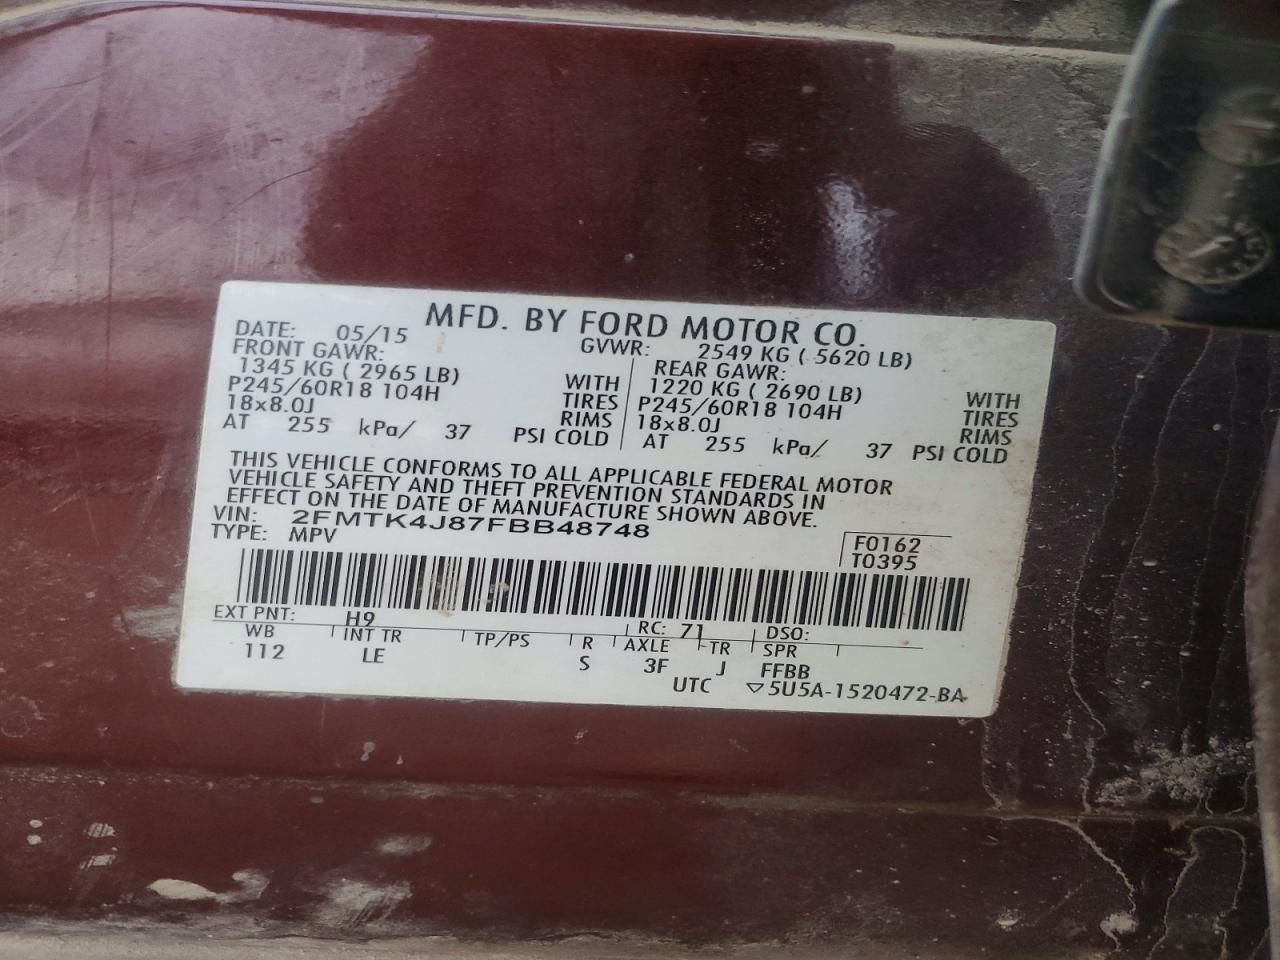 MFD. BY FORD MOTOR CO.
DATE: 05/15 GVWR: 2549 KG ( 5620 LB)
FRONT GAWR: REAR GAWR:
1345 KG ( 2965 LB) WITH 1220 KG ( 2690 LB) WITH
P245/60R18 104H TIRES P245/60R18 104H TIRES
18x8.0J RIMS 18x8.0J RIMS
AT 255 kPa/ 37 PSI COLD AT 255 kPa/ 37 PSI COLD
THIS VEHICLE CONFORMS TO ALL APPLICABLE FEDERAL MOTOR
VEHICLE SAFETY AND THEFT PREVENTION STANDARDS IN
EFFECT ON THE DATE OF MANUFACTURE SHOWN ABOVE.
VIN: 2FMTK4J87FBB48748
TYPE: MPV
F0162
T0395
EXT PNT: H9 RC: 71 DSO:
WB INT TR TP/PS R AXLE TR SPR
112 LE S 3F J FFBB
UTC ▽5U5A-1520472-BA